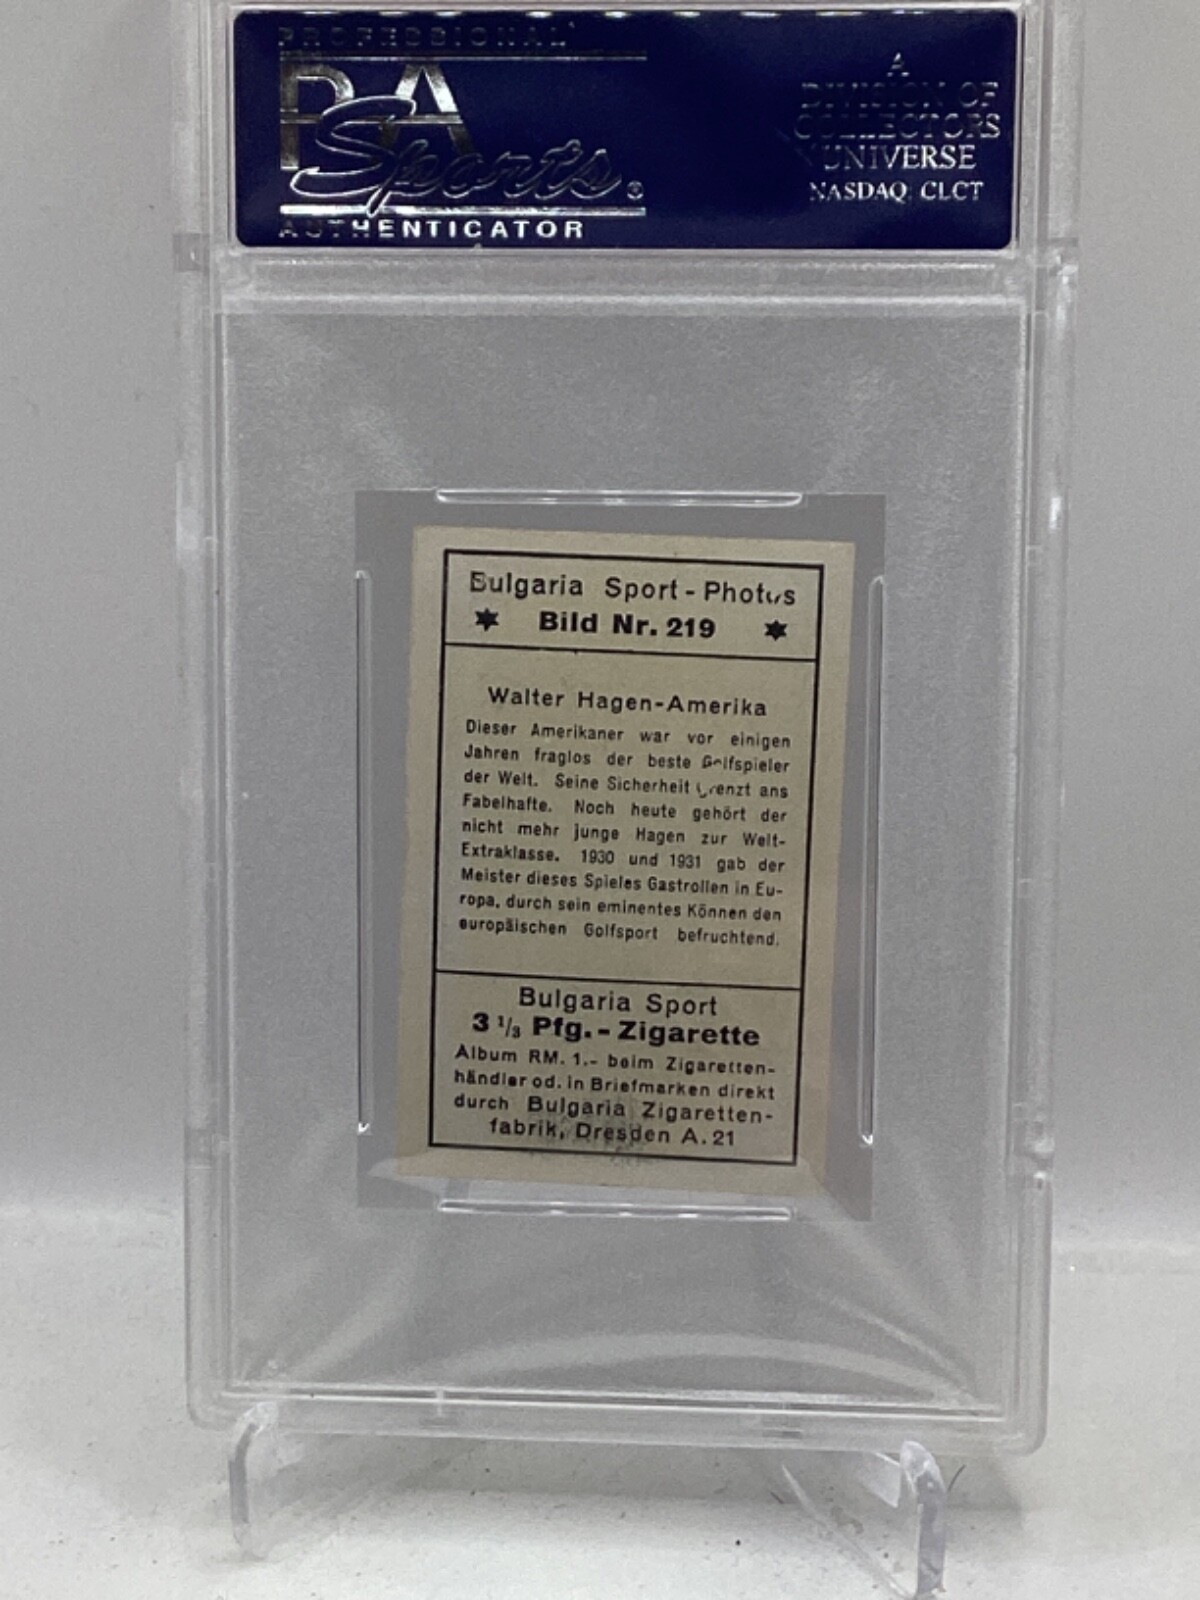 PROFESSIONAL
PSA
Sports®
AUTHENTICATOR
A
DIVISION OF
COLLECTORS
UNIVERSE
NASDAQ: CLCT
Bulgaria Sport - Photos
Bild Nr. 219
Walter Hagen-Amerika
Dieser Amerikaner war vor einigen
Jahren fraglos der beste Golfspieler
der Welt. Seine Sicherheit grenzt ans
Fabelhafte. Noch heute gehört der
nicht mehr junge Hagen zur Welt-
Extraklasse. 1930 und 1931 gab der
Meister dieses Spieles Gastrollen in Eu-
ropa, durch sein eminentes Können den
europäischen Golfsport befruchtend.
Bulgaria Sport
3 1/3 Pfg. - Zigarette
Album RM. 1.- beim Zigaretten-
händler od. in Briefmarken direkt
durch Bulgaria Zigaretten-
fabrik, Dresden A. 21